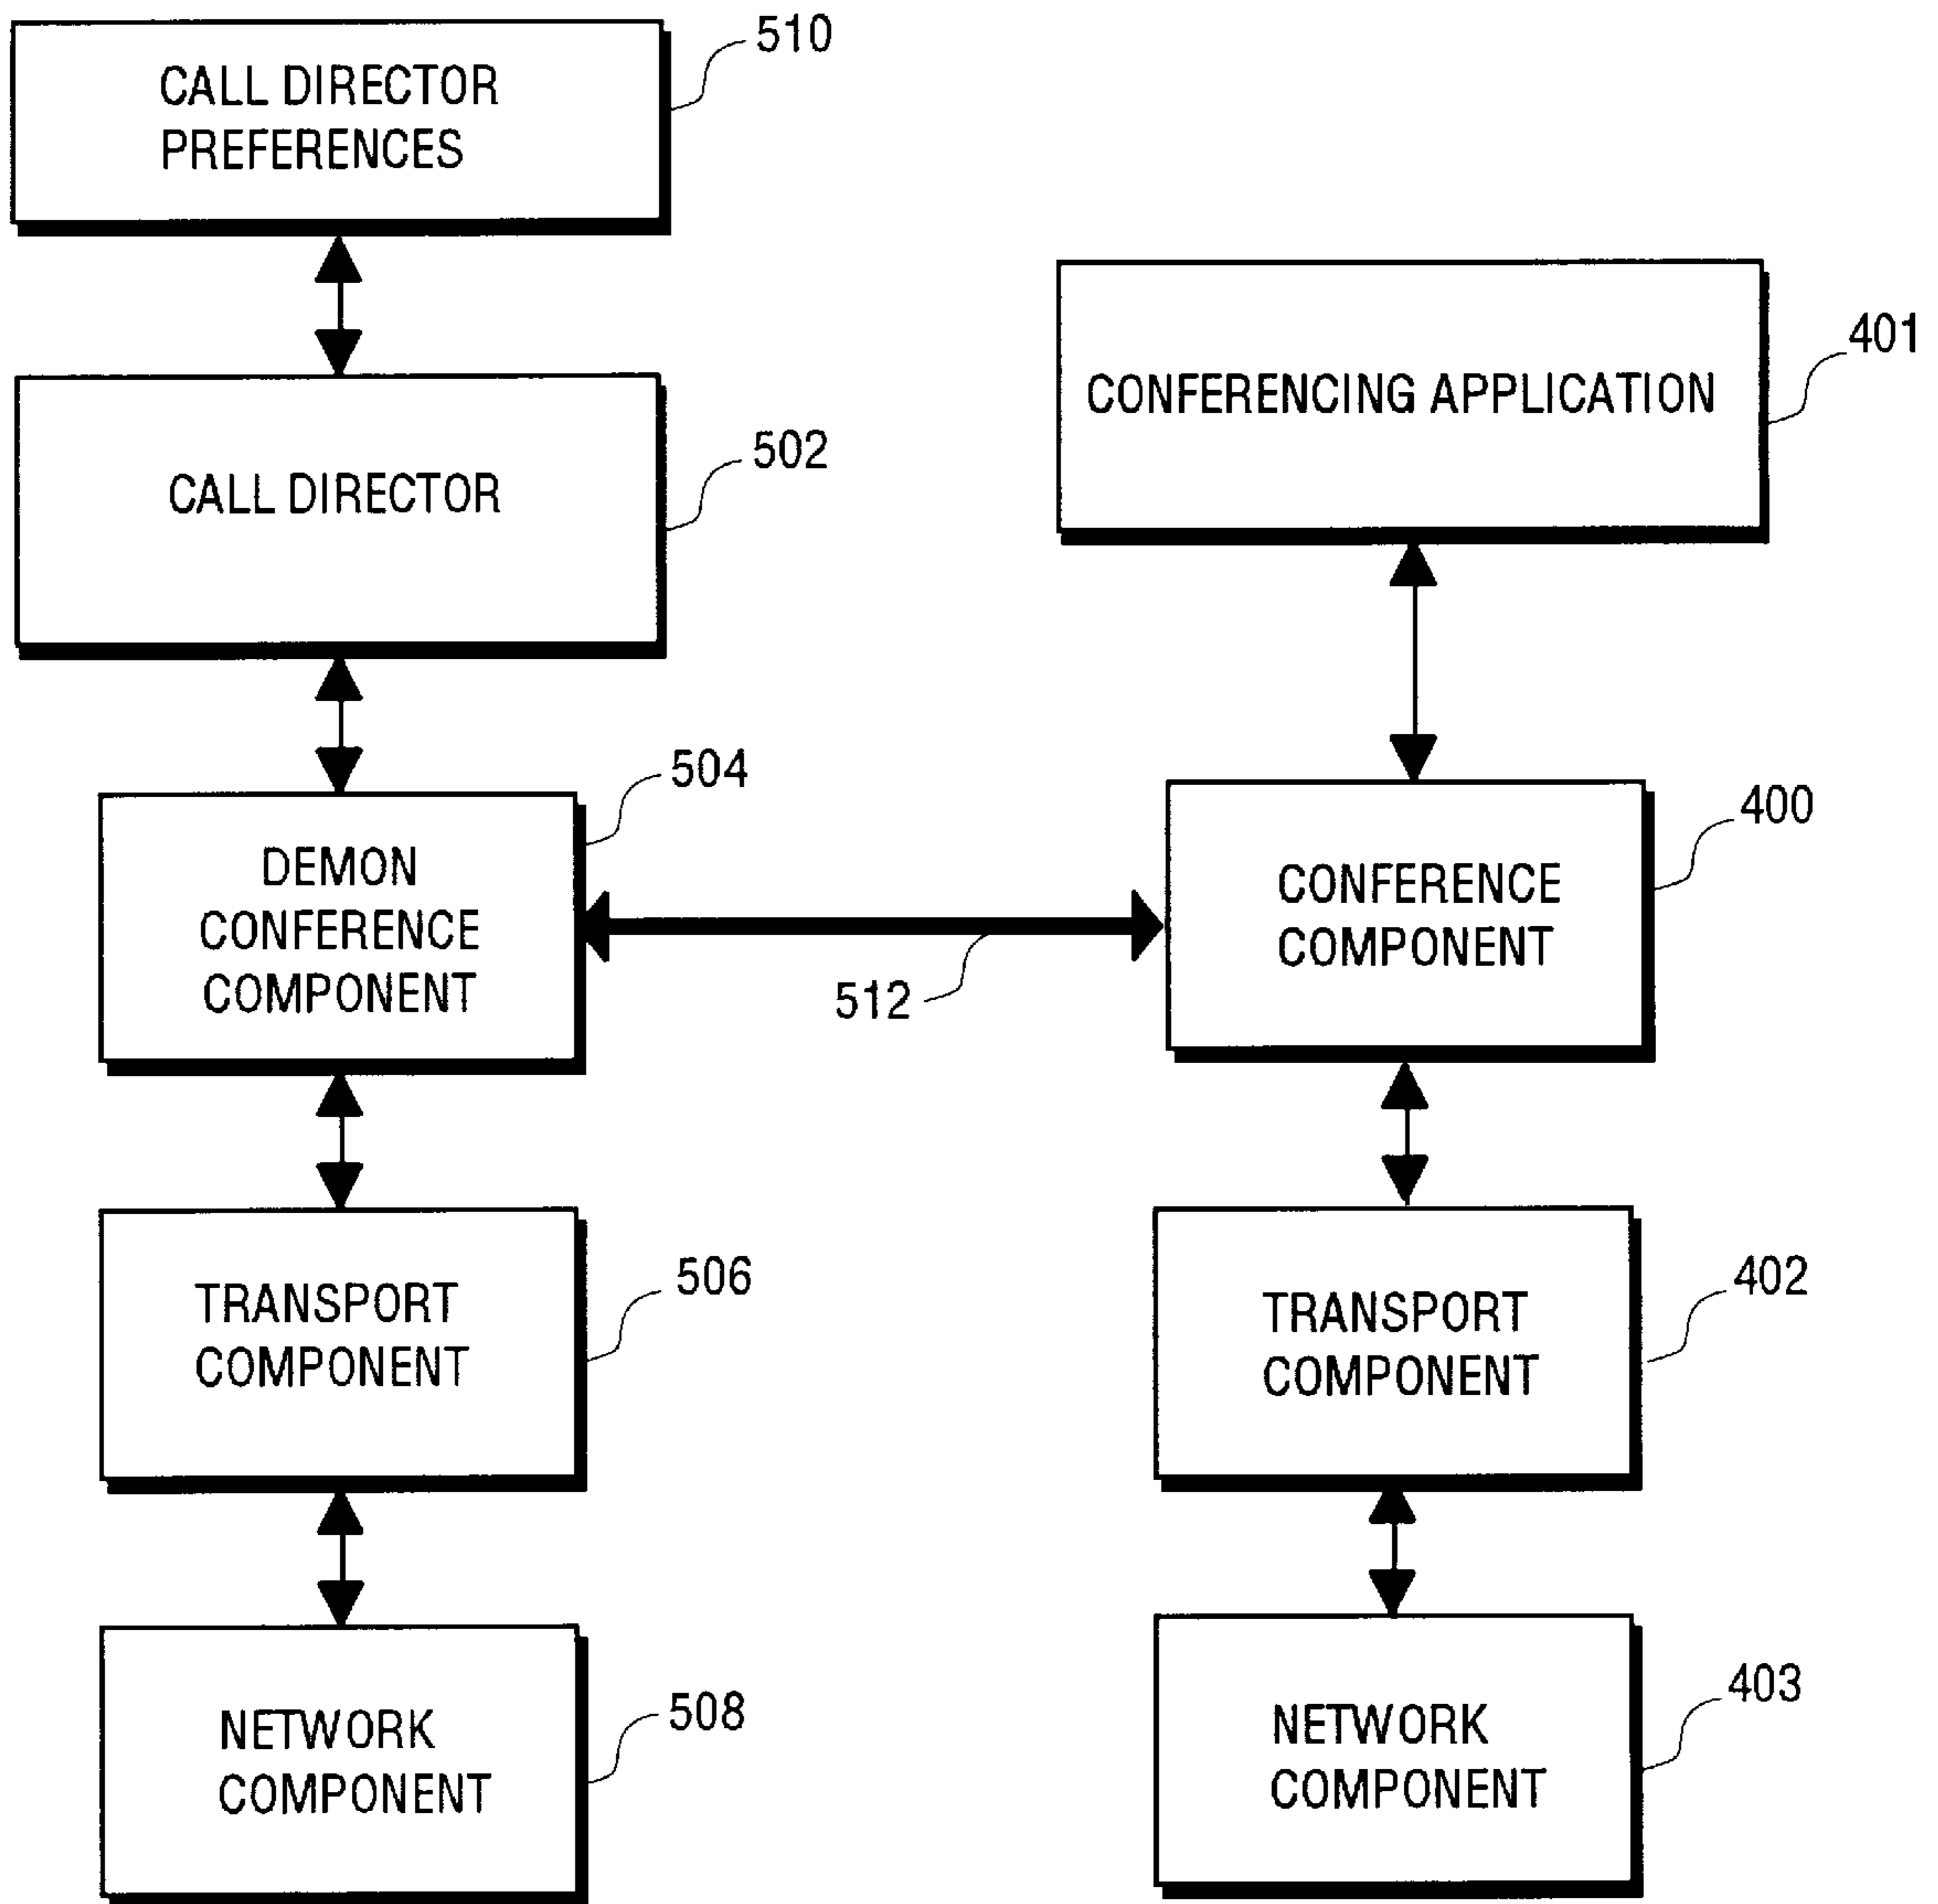 510
CALL DIRECTOR
PREFERENCES
401
CONFERENCING APPLICATION
502
CALL DIRECTOR
504
DEMON
CONFERENCE
COMPONENT
400
CONFERENCE
COMPONENT
512
506
TRANSPORT
COMPONENT
402
TRANSPORT
COMPONENT
508
NETWORK
COMPONENT
403
NETWORK
COMPONENT